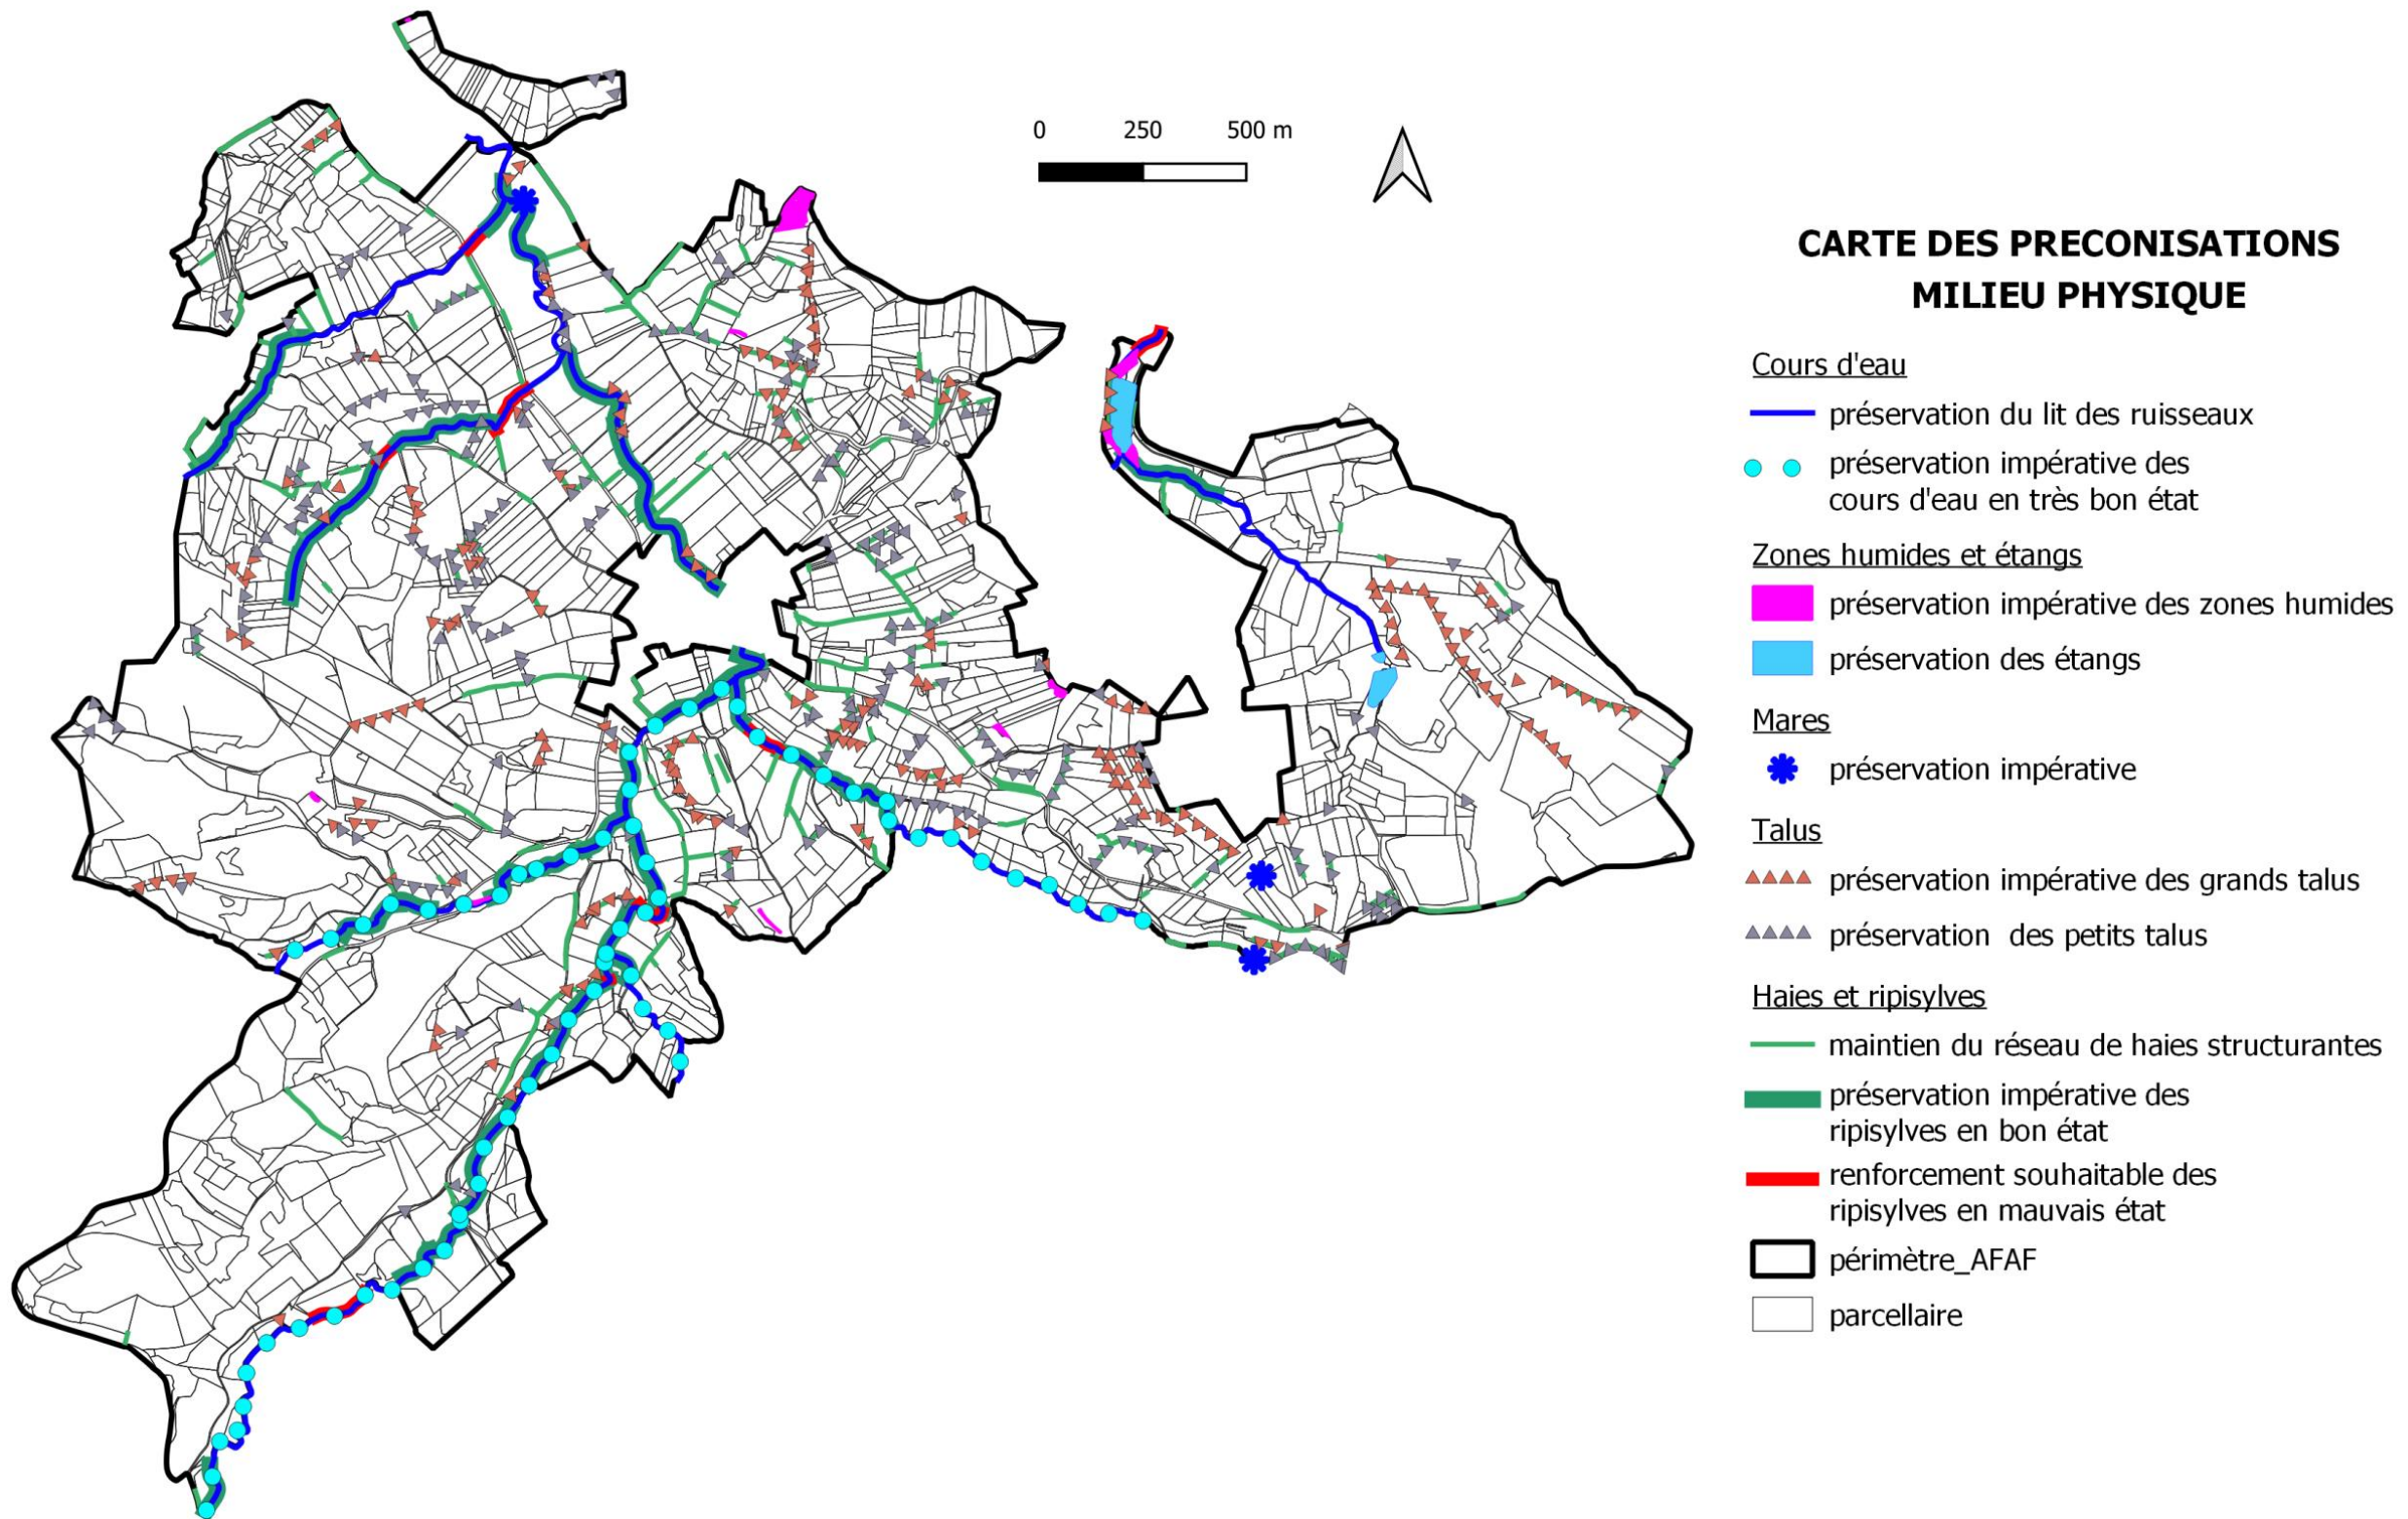 0 250 500 m
CARTE DES PRECONISATIONS
MILIEU PHYSIQUE
Cours d'eau
préservation du lit des ruisseaux
préservation impérative des
cours d'eau en très bon état
Zones humides et étangs
préservation impérative des zones humides
préservation des étangs
Mares
préservation impérative
Talus
préservation impérative des grands talus
préservation  des petits talus
Haies et ripisylves
maintien du réseau de haies structurantes
préservation impérative des
ripisylves en bon état
renforcement souhaitable des
ripisylves en mauvais état
périmètre_AFAF
parcellaire